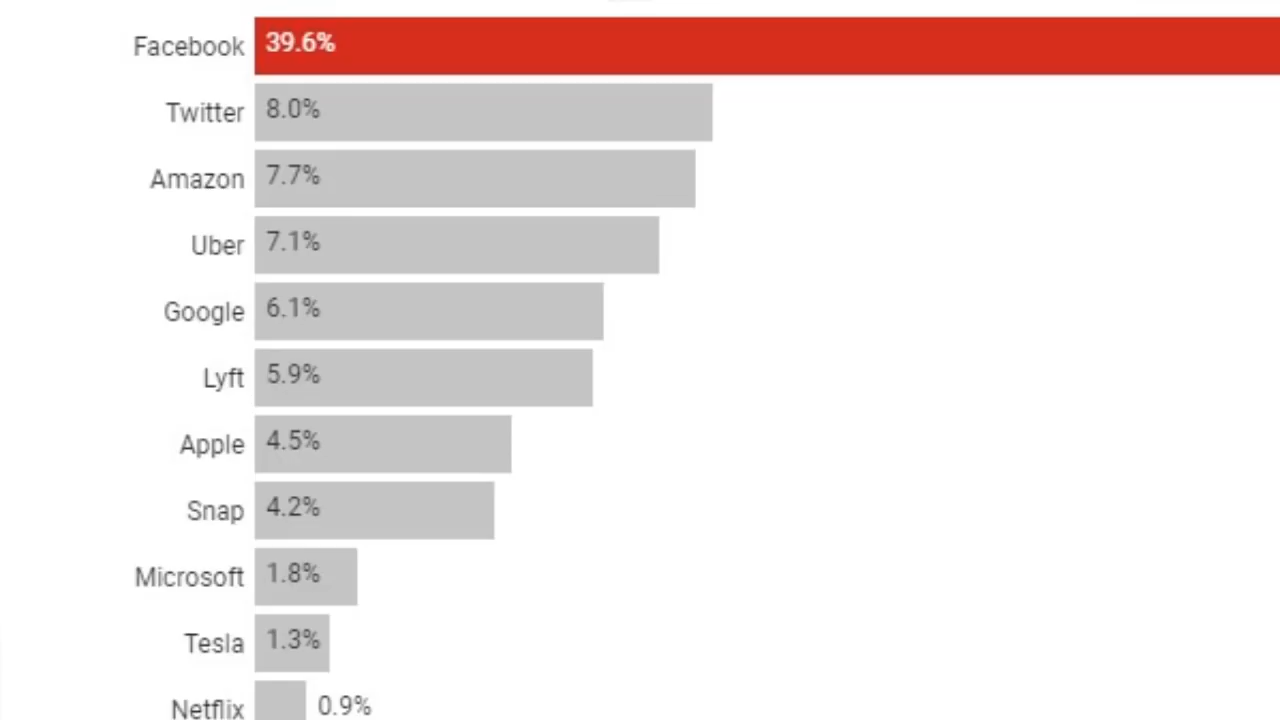 Facebook 39.6%
Twitter 8.0%
Amazon 7.7%
Uber 7.1%
Google 6.1%
Lyft 5.9%
Apple 4.5%
Snap 4.2%
Microsoft 1.8%
Tesla 1.3%
Netflix 0.9%